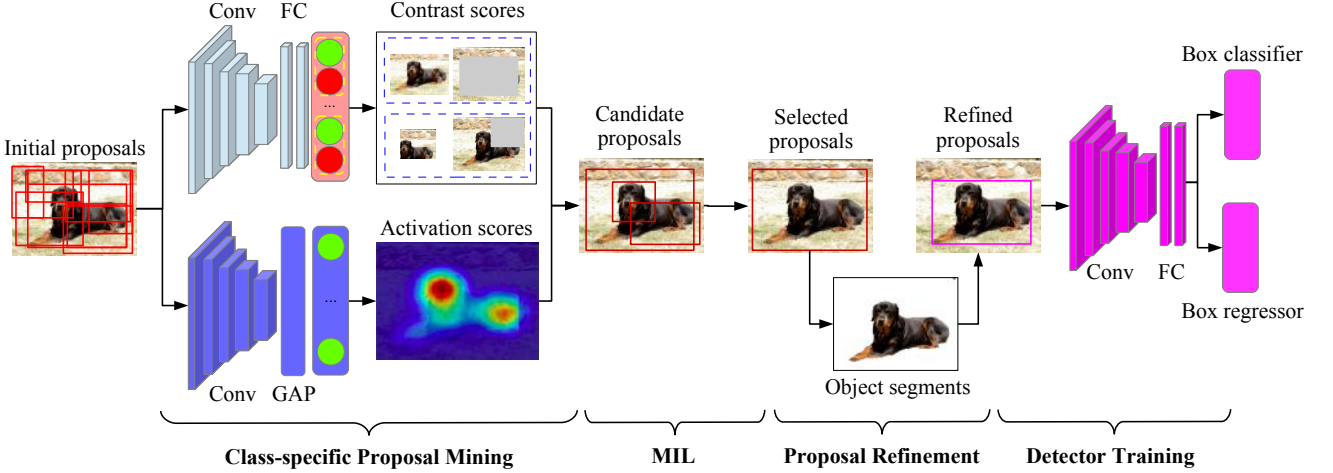 Conv
FC
Contrast scores
...
Initial proposals
Activation scores
...
Conv
GAP
Candidate
proposals
Selected
proposals
Refined
proposals
Object segments
Conv
FC
Box classifier
Box regressor
Class-specific Proposal Mining
MIL
Proposal Refinement
Detector Training